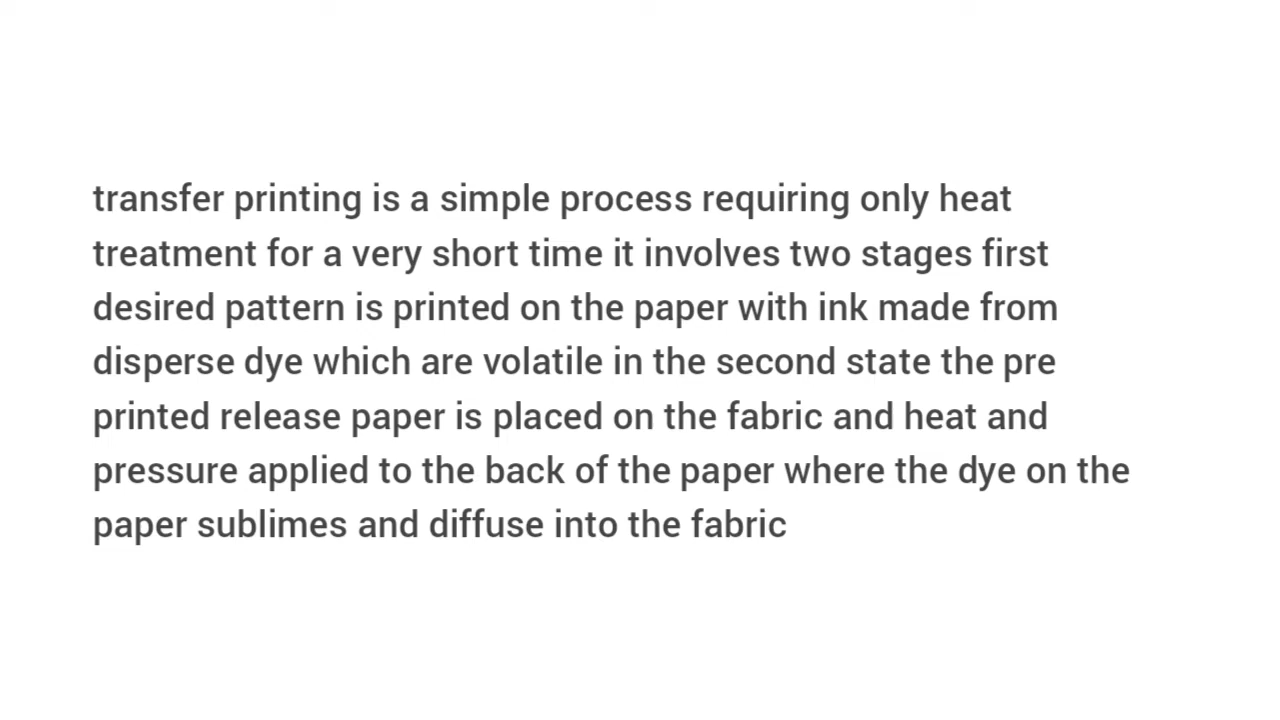 transfer printing is a simple process requiring only heat
treatment for a very short time it involves two stages first
desired pattern is printed on the paper with ink made from
disperse dye which are volatile in the second state the pre
printed release paper is placed on the fabric and heat and
pressure applied to the back of the paper where the dye on the
paper sublimes and diffuse into the fabric